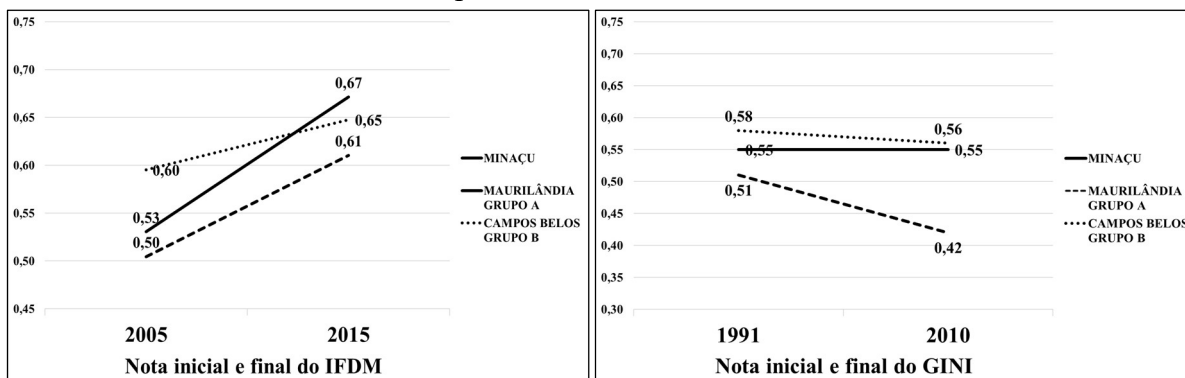 0,75
0,70
0,65
0,60
0,55
0,50
0,45
0,67
0,65
0,61
0,60
0,53
0,50
2005
2015
Nota inicial e final do IFDM
MINAÇU
MAURILÂNDIA
GRUPO A
CAMPOS BELOS
GRUPO B
0,75
0,70
0,65
0,60
0,55
0,50
0,45
0,40
0,35
0,30
0,58
0,56
0,55
0,55
0,51
0,42
1991
2010
Nota inicial e final do GINI
MINAÇU
MAURILÂNDIA
GRUPO A
CAMPOS BELOS
GRUPO B